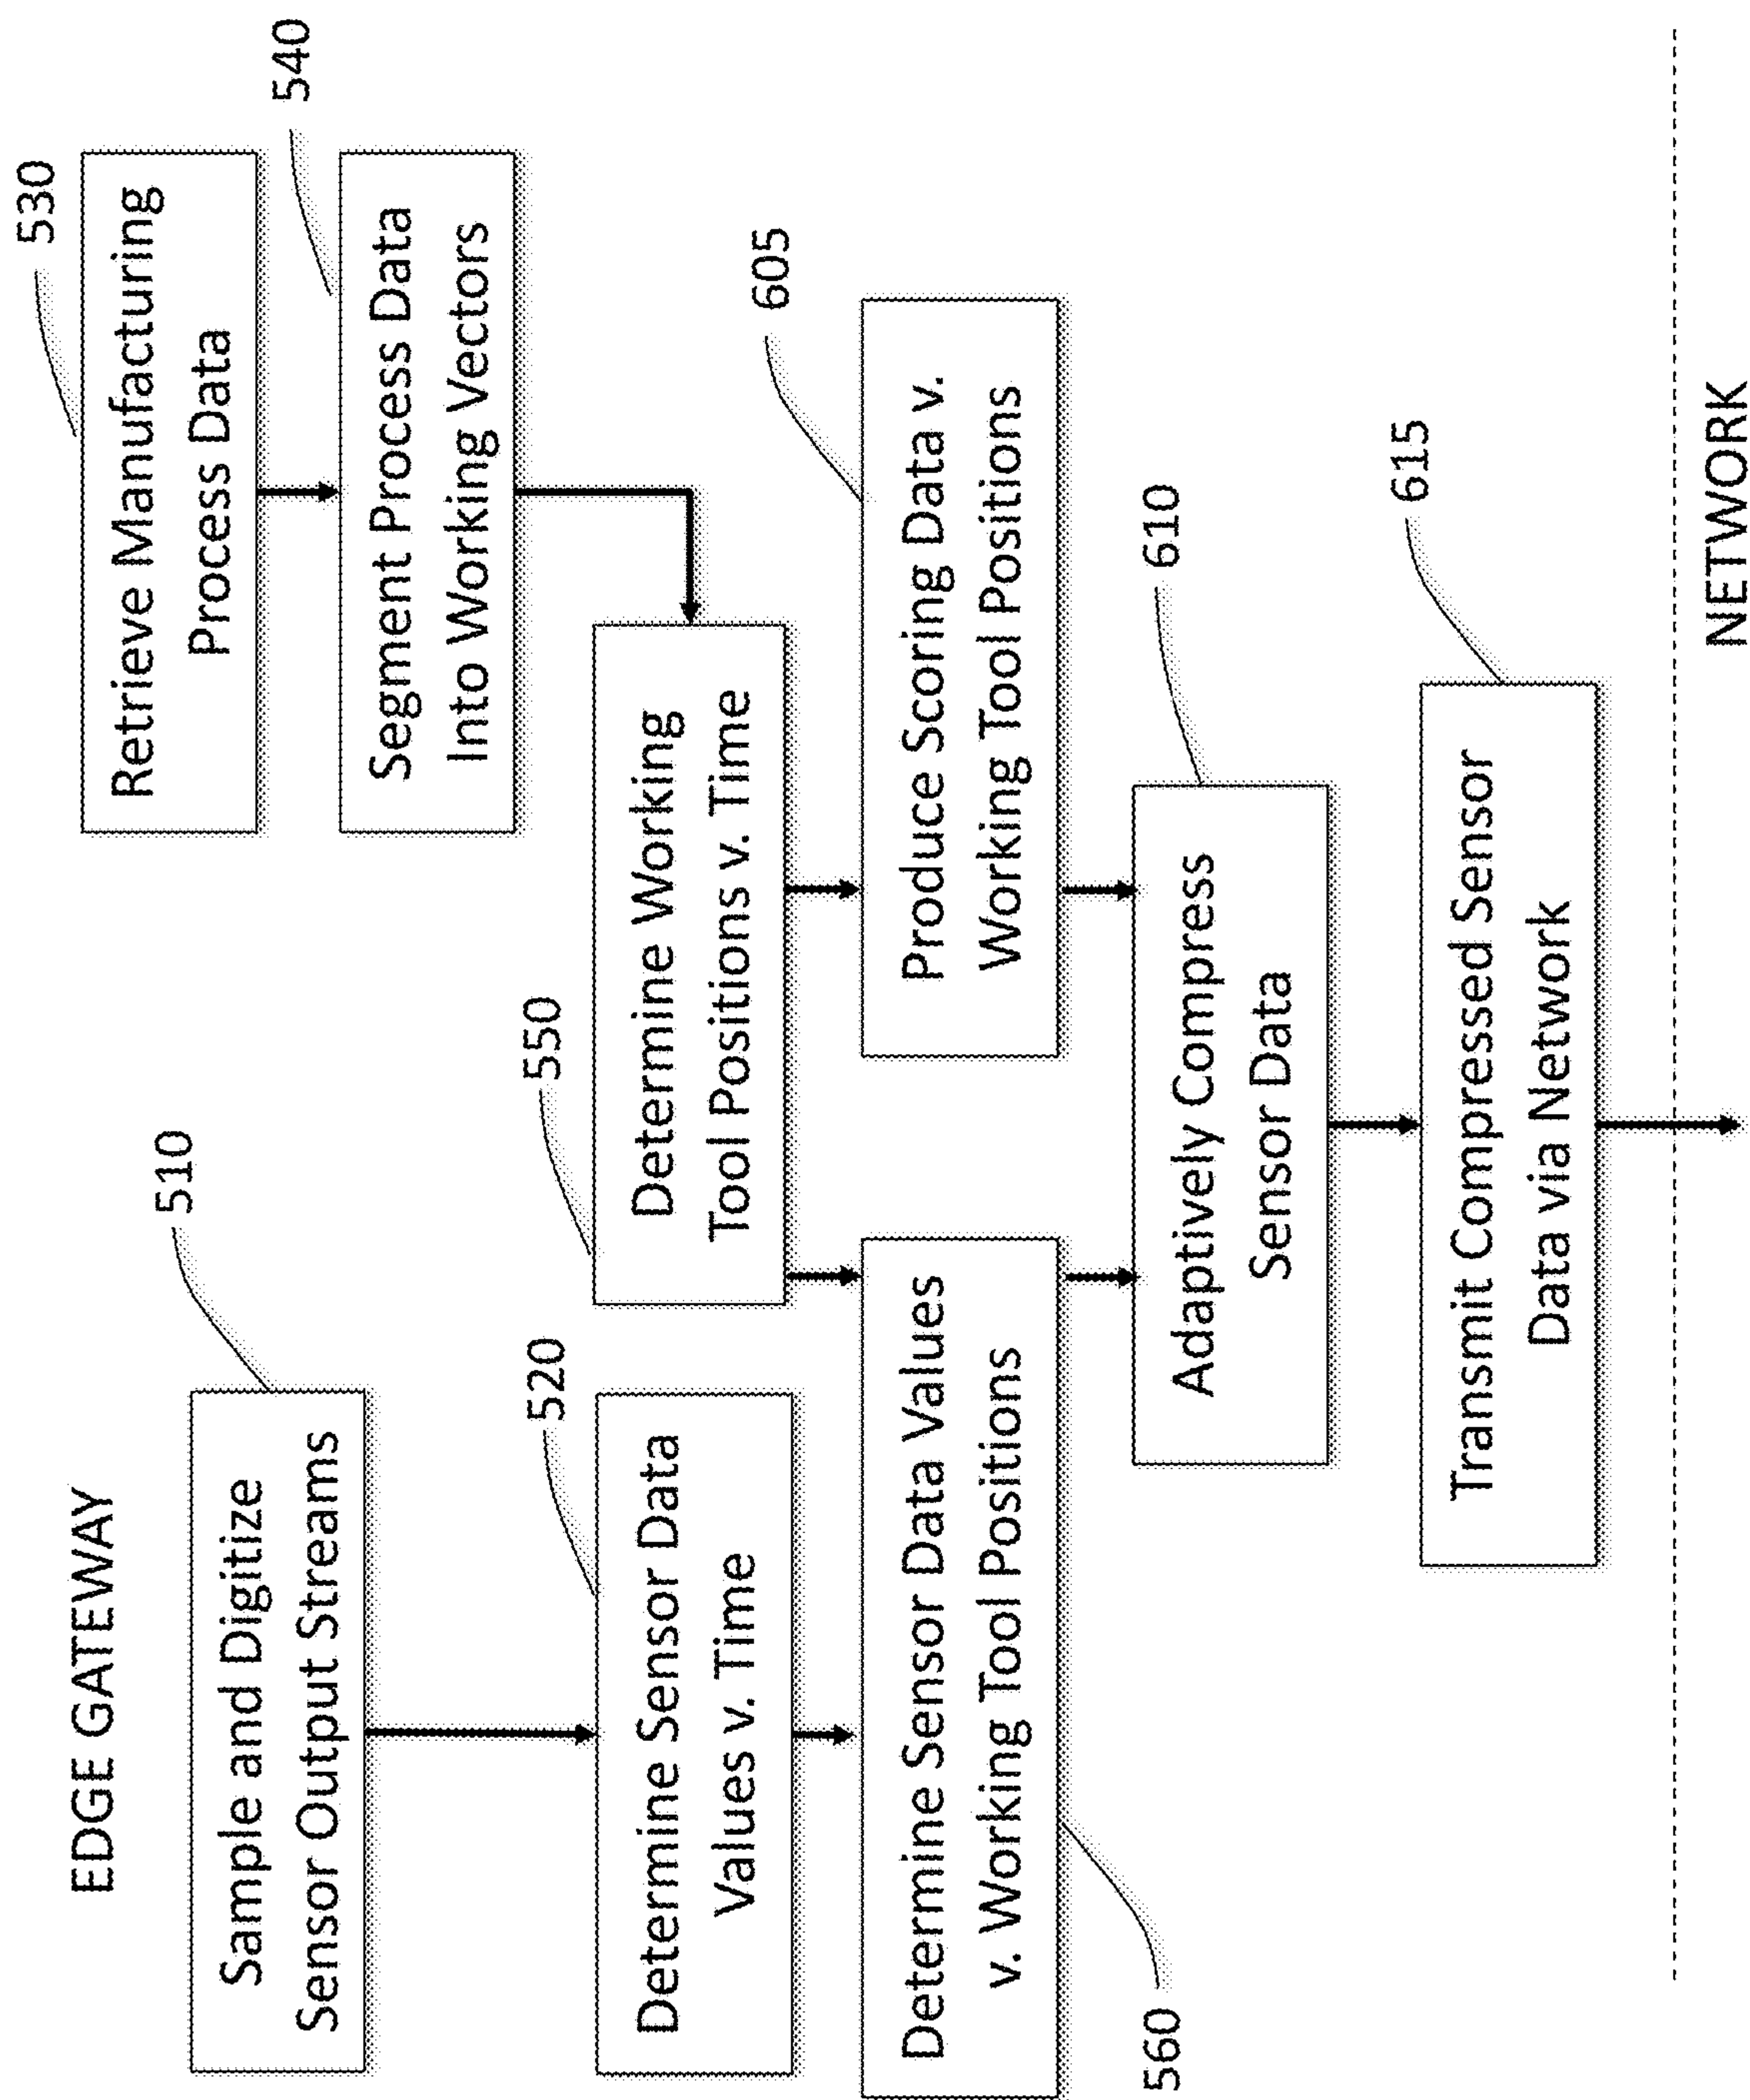 EDGE GATEWAY
510
Sample and Digitize
Sensor Output Streams
520
Determine Sensor Data
Values v. Time
530
Retrieve Manufacturing
Process Data
540
Segment Process Data
Into Working Vectors
550
Determine Working
Tool Positions v. Time
560
Determine Sensor Data Values
v. Working Tool Positions
605
Produce Scoring Data v.
Working Tool Positions
610
Adaptively Compress
Sensor Data
615
Transmit Compressed Sensor
Data via Network
NETWORK